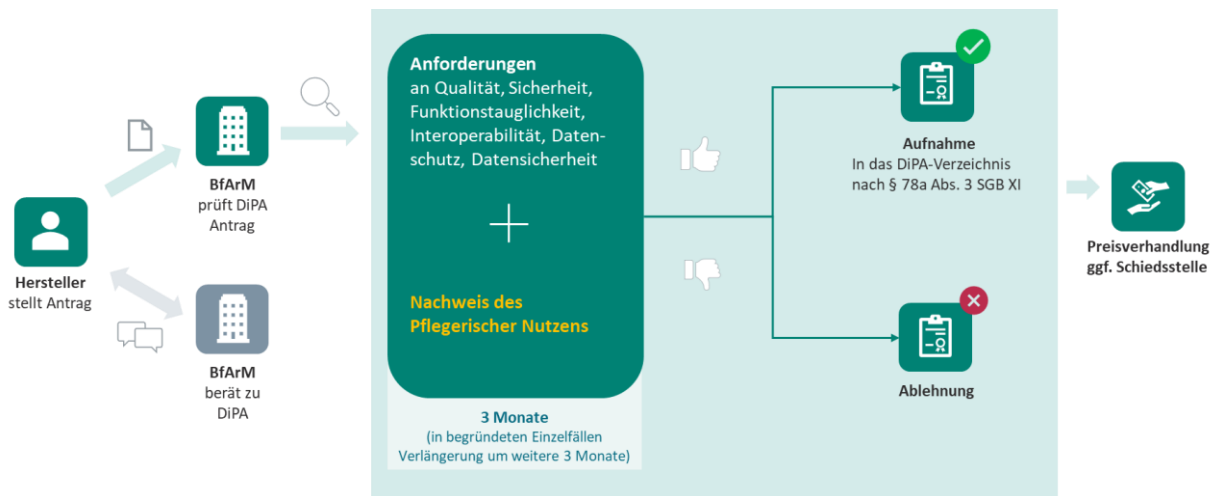 Hersteller
stellt Antrag
BfArM
prüft DiPA
Antrag
BfArM
berät zu
DiPA
Anforderungen
an Qualität, Sicherheit,
Funktionstauglichkeit,
Interoperabilität, Daten-
schutz, Datensicherheit
Nachweis des
Pflegerischer Nutzens
3 Monate
(in begründeten Einzelfällen
Verlängerung um weitere 3 Monate)
Aufnahme
In das DiPA-Verzeichnis
nach § 78a Abs. 3 SGB XI
Ablehnung
Preisverhandlung
ggf. Schiedsstelle